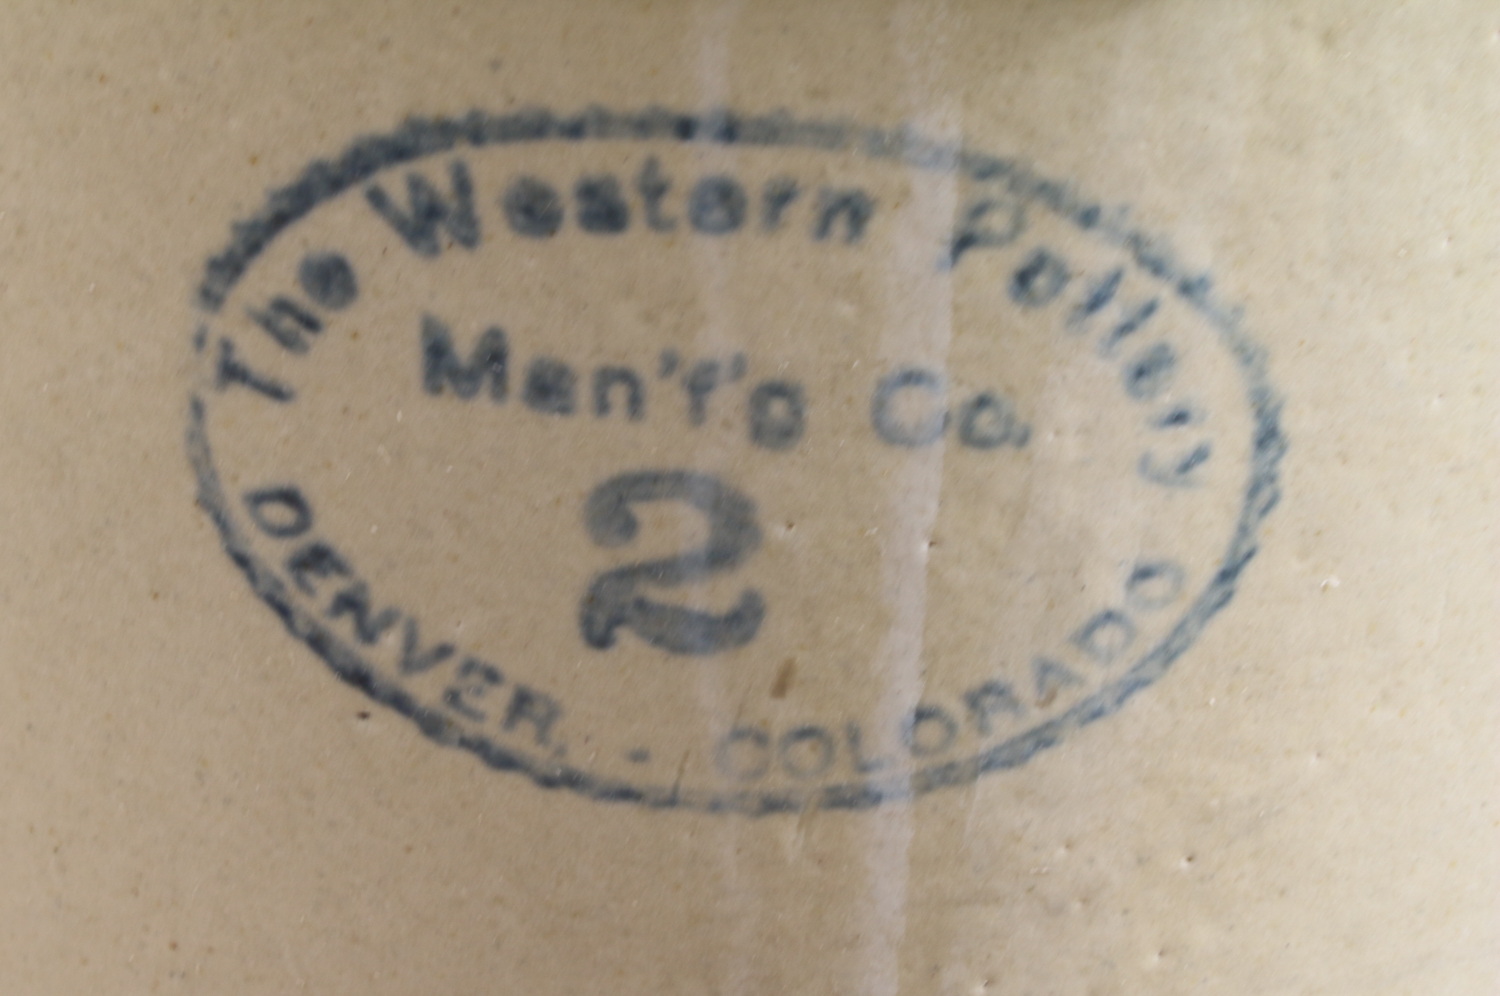 The Western Pottery
Man'f'g Co.
2
DENVER, - COLORADO